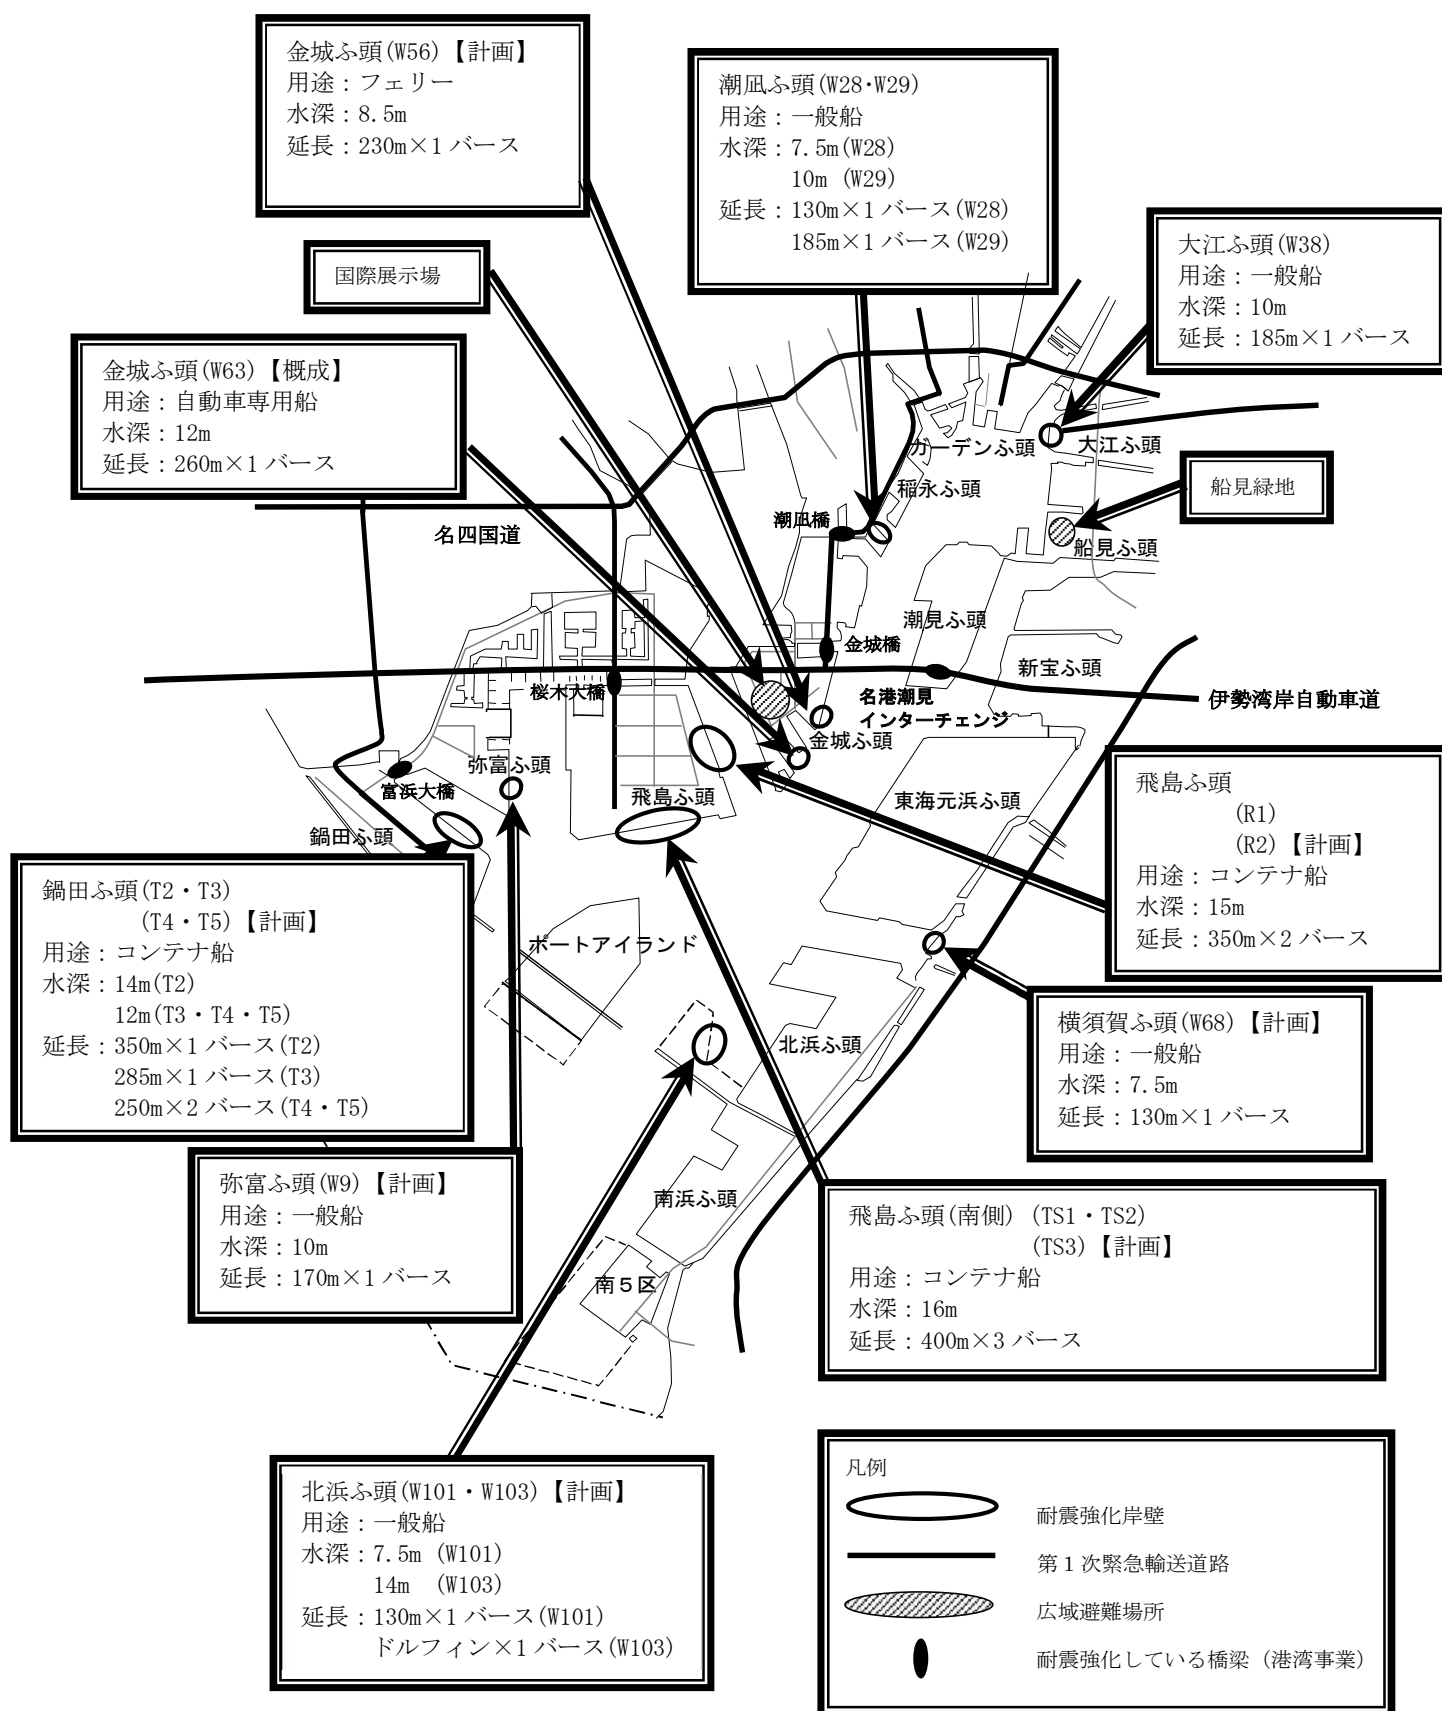 金城ふ頭(W56)【計画】
用途：フェリー
水深：8.5m
延長：230m×1 バース
潮凪ふ頭(W28・W29)
用途：一般船
水深：7.5m(W28)
10m (W29)
延長：130m×1 バース(W28)
185m×1 バース(W29)
大江ふ頭(W38)
用途：一般船
水深：10m
延長：185m×1 バース
国際展示場
金城ふ頭(W63)【概成】
用途：自動車専用船
水深：12m
延長：260m×1 バース
船見緑地
ガーデンふ頭
大江ふ頭
稲永ふ頭
潮凪橋
名四国道
船見ふ頭
潮見ふ頭
金城橋
新宝ふ頭
桜木大橋
名港潮見
インターチェンジ
伊勢湾岸自動車道
金城ふ頭
弥富ふ頭
富浜大橋
飛島ふ頭
東海元浜ふ頭
鍋田ふ頭
飛島ふ頭
(R1)
(R2)【計画】
用途：コンテナ船
水深：15m
延長：350m×2 バース
鍋田ふ頭(T2・T3)
(T4・T5)【計画】
用途：コンテナ船
水深：14m(T2)
12m(T3・T4・T5)
延長：350m×1 バース(T2)
285m×1 バース(T3)
250m×2 バース(T4・T5)
ポートアイランド
北浜ふ頭
横須賀ふ頭(W68)【計画】
用途：一般船
水深：7.5m
延長：130m×1 バース
弥富ふ頭(W9)【計画】
用途：一般船
水深：10m
延長：170m×1 バース
南浜ふ頭
南５区
飛島ふ頭(南側) (TS1・TS2)
(TS3)【計画】
用途：コンテナ船
水深：16m
延長：400m×3 バース
北浜ふ頭(W101・W103)【計画】
用途：一般船
水深：7.5m (W101)
14m (W103)
延長：130m×1 バース(W101)
ドルフィン×1 バース(W103)
凡例
耐震強化岸壁
第１次緊急輸送道路
広域避難場所
耐震強化している橋梁（港湾事業）